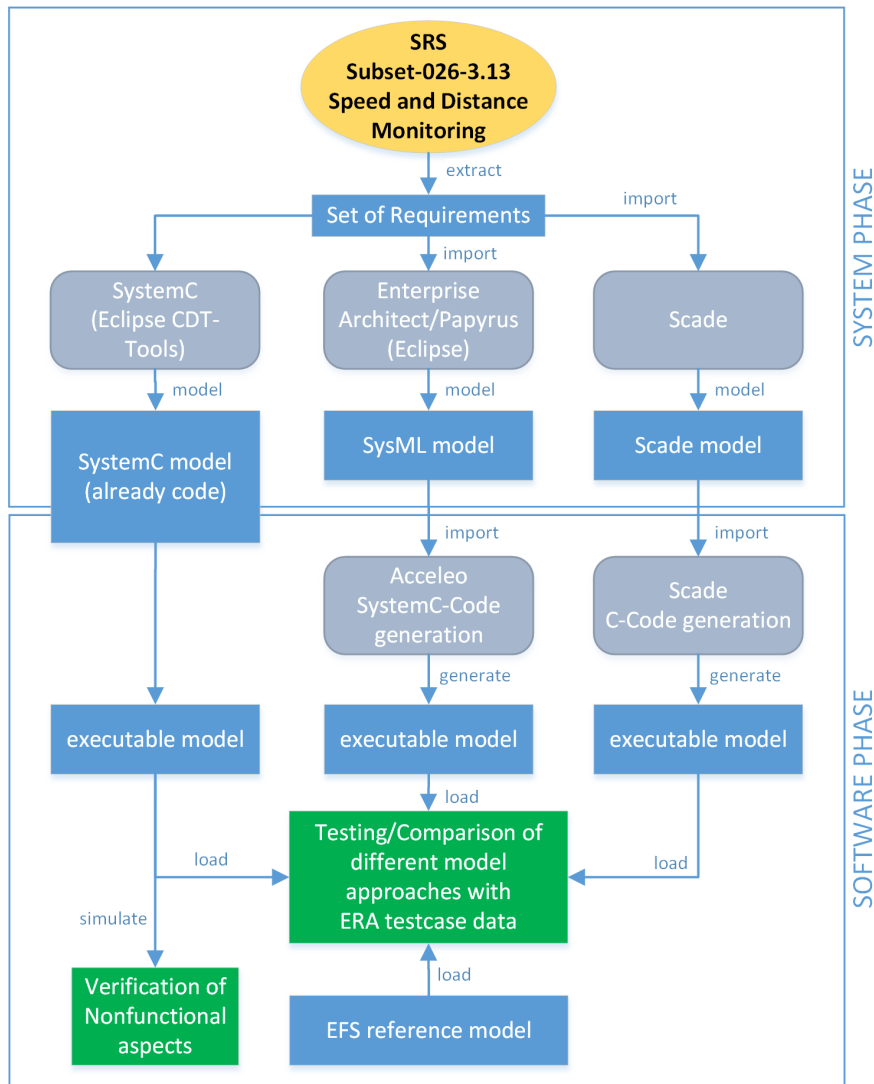 SRS
Subset-026-3.13
Speed and Distance
Monitoring
extract
Set of Requirements
import
import
SystemC
(Eclipse CDT-
Tools)
Enterprise
Architect/Papyrus
(Eclipse)
Scade
model
model
model
SystemC model
(already code)
SysML model
Scade model
SYSTEM PHASE
import
import
Acceleo
SystemC-Code
generation
Scade
C-Code generation
generate
generate
executable model
executable model
executable model
load
Testing/Comparison of
different model
approaches with
ERA testcase data
load
load
simulate
Verification of
Nonfunctional
aspects
load
EFS reference model
SOFTWARE PHASE